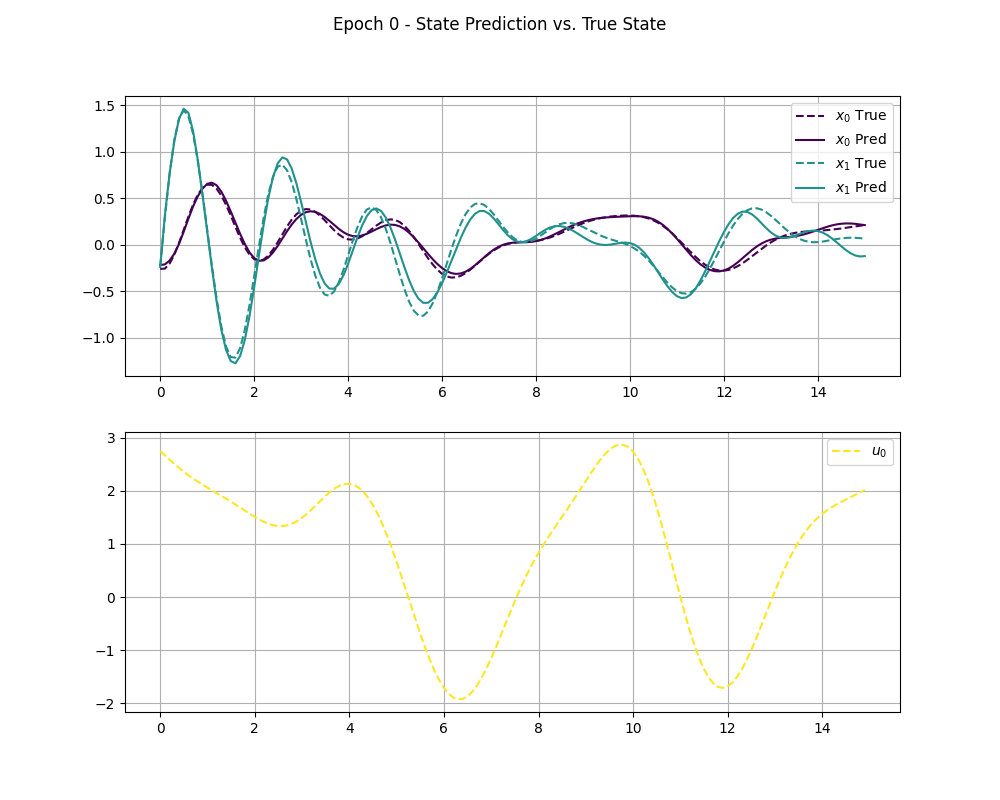 Epoch 0 - State Prediction vs. True State
1.5
1.0
0.5
0.0
−0.5
−1.0
x₀ True
x₀ Pred
x₁ True
x₁ Pred
0 2 4 6 8 10 12 14
3
2
1
0
−1
−2
u₀
0 2 4 6 8 10 12 14